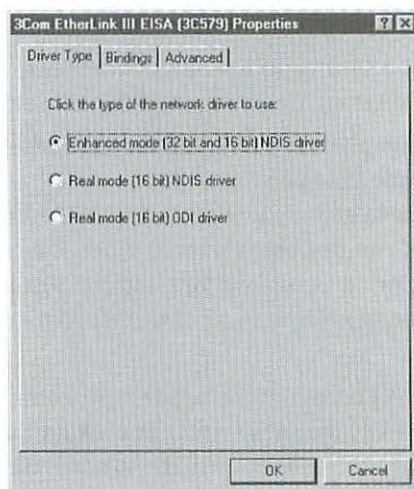 3Com EtherLink III EISA (3C579) Properties ? X
Driver Type Bindings Advanced
Click the type of the network driver to use:
Enhanced mode (32 bit and 16 bit) NDIS driver
Real mode (16 bit) NDIS driver
Real mode (16 bit) ODI driver
OK Cancel